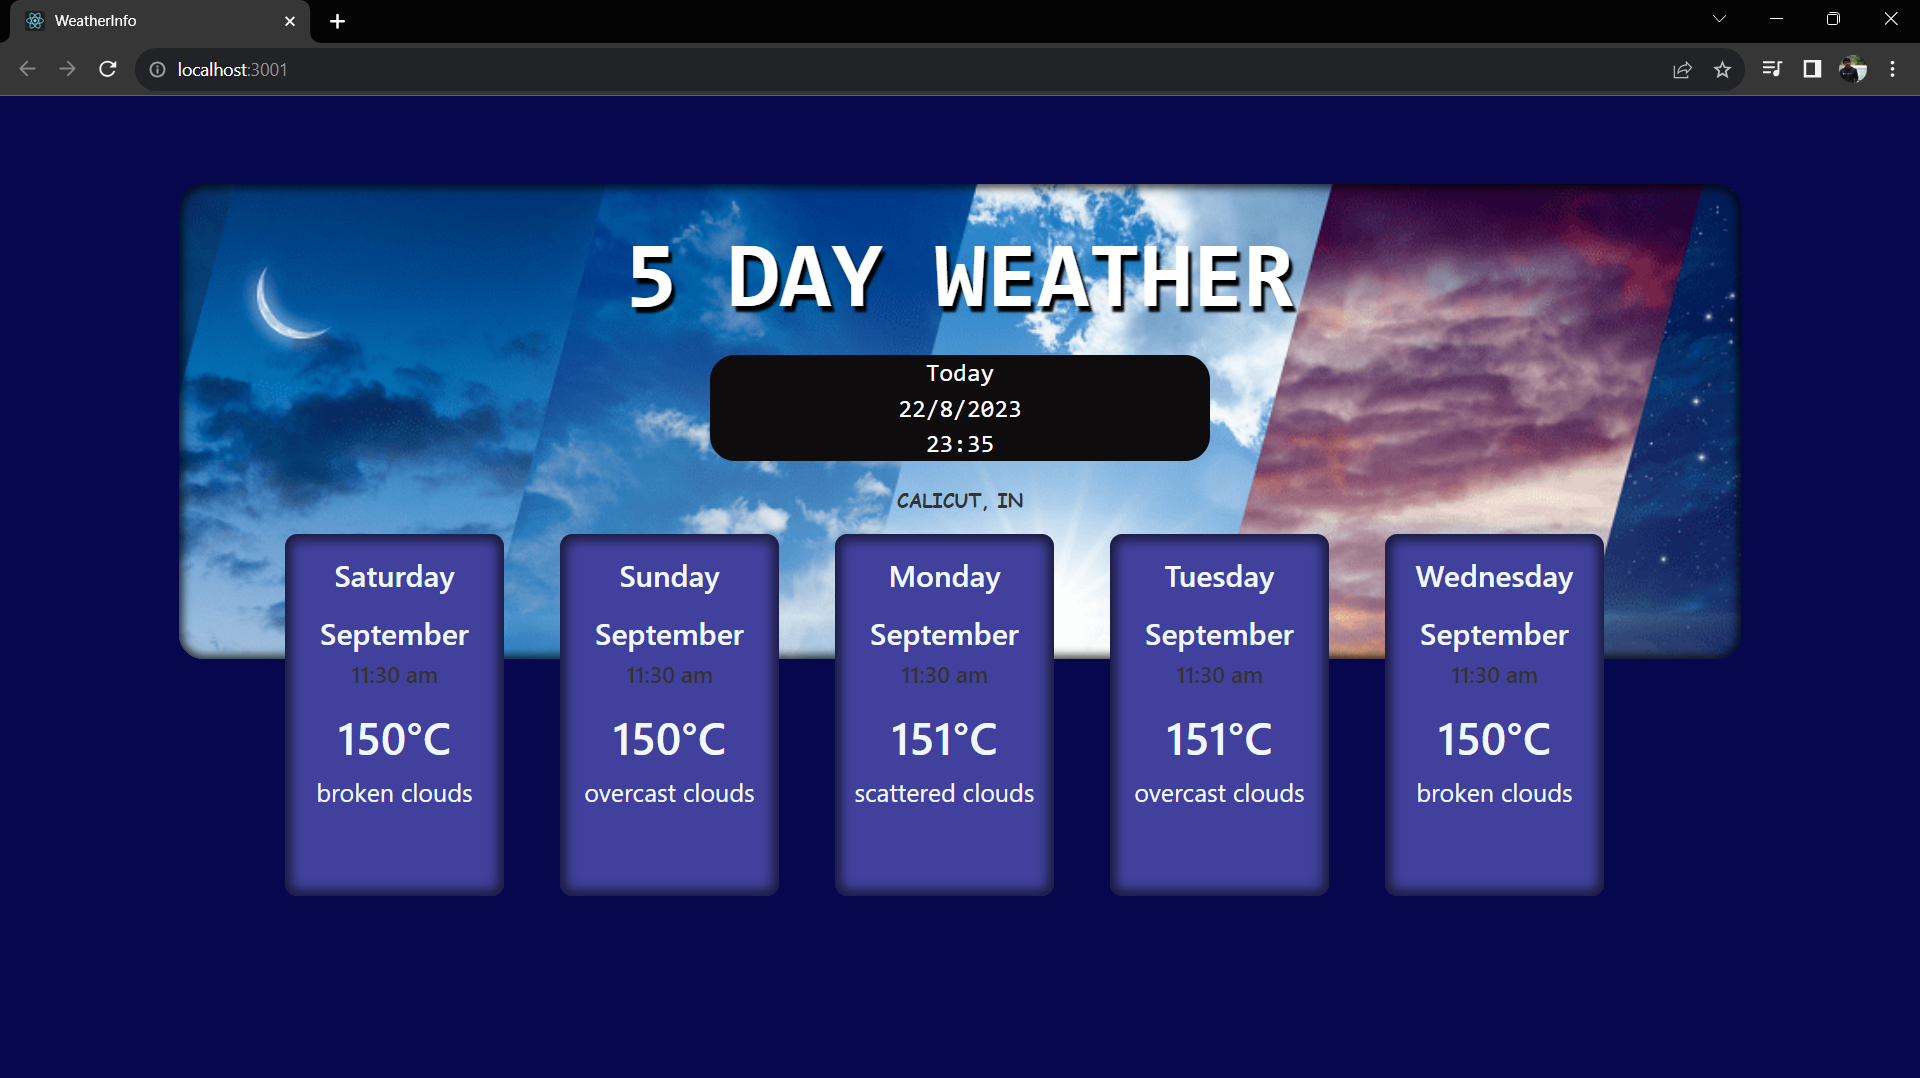 WeatherInfo
localhost:3001
5 DAY WEATHER
Today
22/8/2023
23:35
CALICUT, IN
Saturday
September
11:30 am
150°C
broken clouds
Sunday
September
11:30 am
150°C
overcast clouds
Monday
September
11:30 am
151°C
scattered clouds
Tuesday
September
11:30 am
151°C
overcast clouds
Wednesday
September
11:30 am
150°C
broken clouds